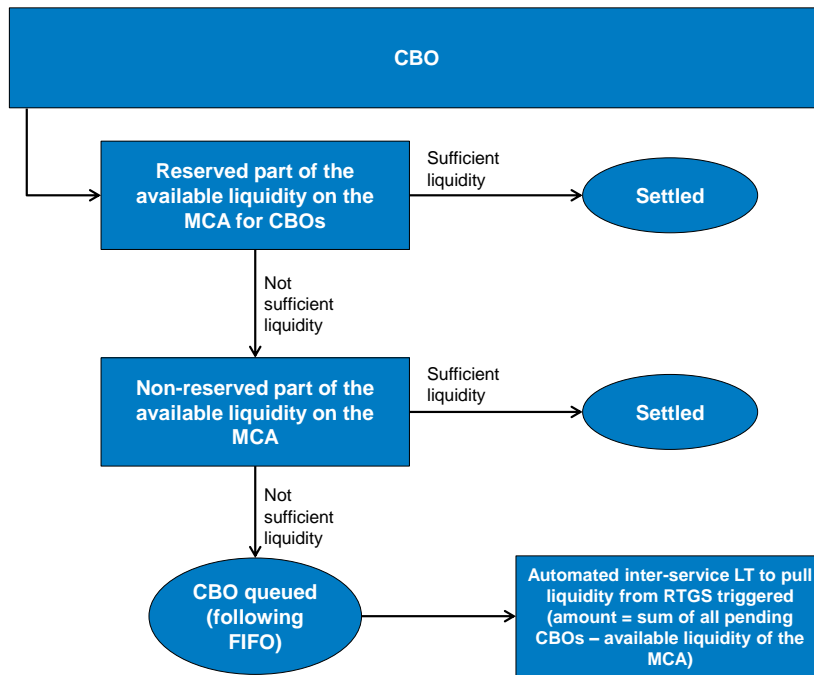 CBO
Reserved part of the
available liquidity on the
MCA for CBOs
Sufficient
liquidity
Settled
Not
sufficient
liquidity
Non-reserved part of the
available liquidity on the
MCA
Sufficient
liquidity
Settled
Not
sufficient
liquidity
CBO queued
(following
FIFO)
Automated inter-service LT to pull
liquidity from RTGS triggered
(amount = sum of all pending
CBOs – available liquidity of the
MCA)